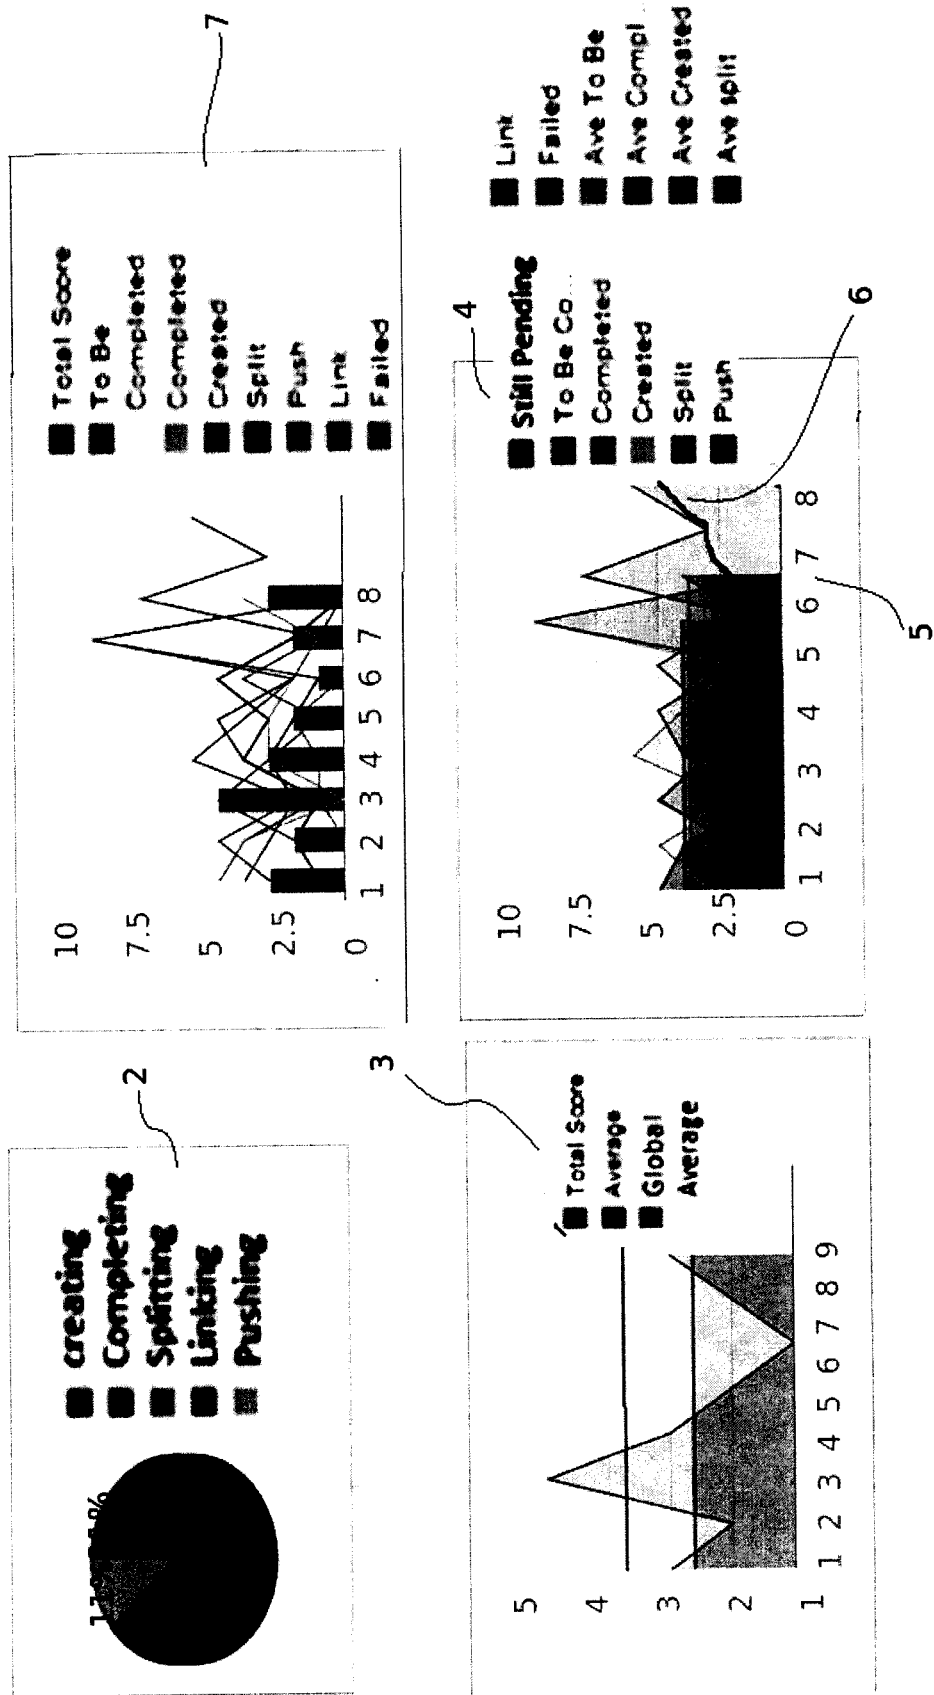 2
creating
Completing
Splitting
Linking
Pushing
7
Total Score
To Be
Completed
Completed
Created
Split
Push
Link
Failed
10
7.5
5
2.5
0
1 2 3 4 5 6 7 8
3
Total Score
Average
Global
Average
5
4
3
2
1
1 2 3 4 5 6 7 8 9
4
Still Pending
To Be Co...
Completed
Created
Split
Push
Link
Failed
Ave To Be
Ave Compl...
Ave Created
Ave split
10
7.5
5
2.5
0
1 2 3 4 5 6 7 8
5
6